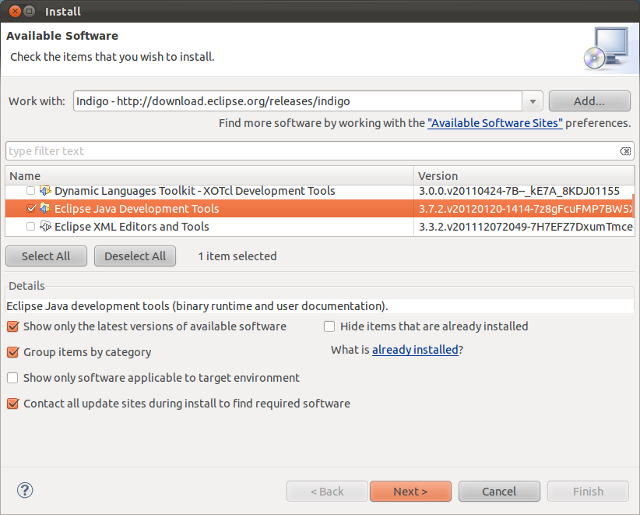 Install
Available Software
Check the items that you wish to install.
Work with: Indigo - http://download.eclipse.org/releases/indigo Add...
Find more software by working with the "Available Software Sites" preferences.
type filter text
Name Version
Dynamic Languages Toolkit - XOTcl Development Tools 3.0.0.v20110424-7B--_kE7A_8KDJ01155
Eclipse Java Development Tools 3.7.2.v20120120-1414-7z8gFcuFMP7BW5X
Eclipse XML Editors and Tools 3.3.2.v201112072049-7H7EFZ7DxumTmce
Select All Deselect All 1 item selected
Details
Eclipse Java development tools (binary runtime and user documentation).
Show only the latest versions of available software Hide items that are already installed
Group items by category What is already installed?
Show only software applicable to target environment
Contact all update sites during install to find required software
? < Back Next > Cancel Finish